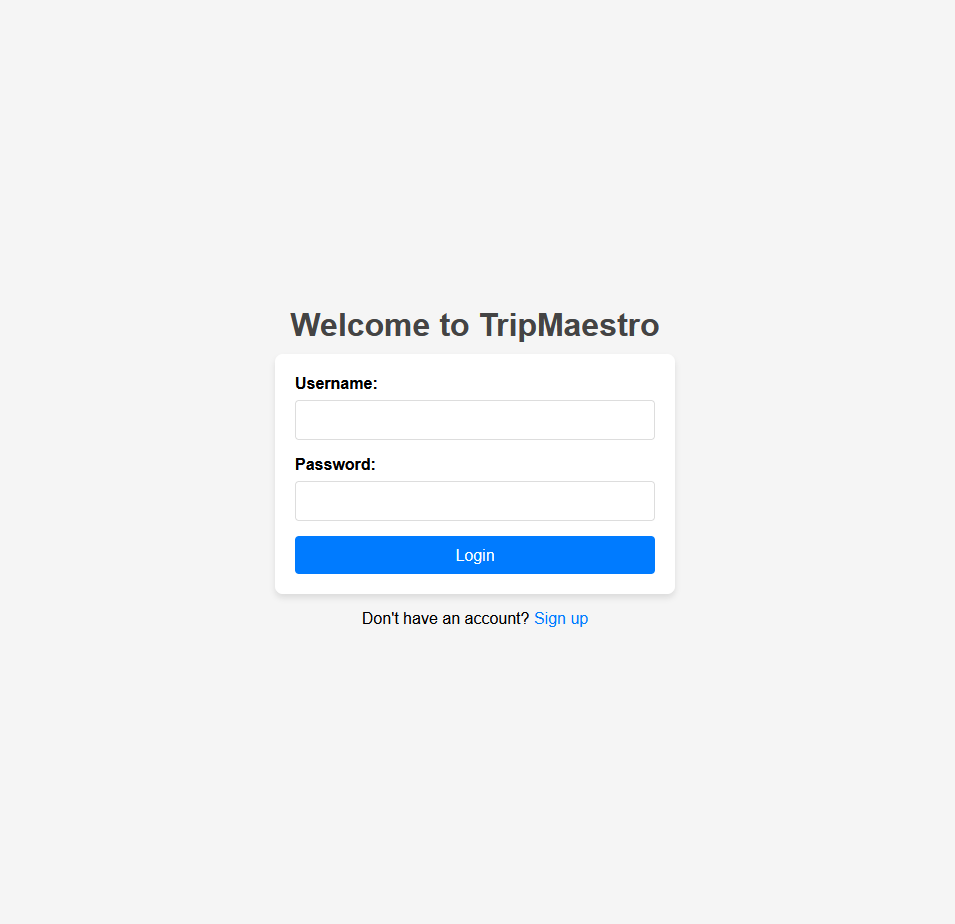 Welcome to TripMaestro
Username:
Password:
Login
Don't have an account? Sign up